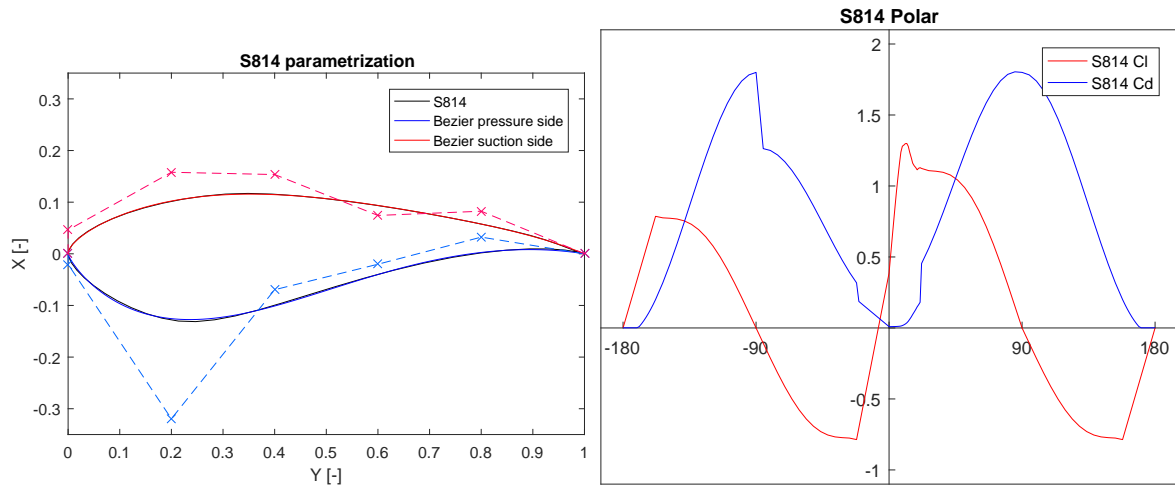 S814 parametrization
0.3
0.2
0.1
0
-0.1
-0.2
-0.3
X [-]
S814
Bezier pressure side
Bezier suction side
0 0.1 0.2 0.3 0.4 0.5 0.6 0.7 0.8 0.9 1
Y [-]
S814 Polar
2
1.5
1
0.5
-0.5
-1
S814 Cl
S814 Cd
-180 -90 0 90 180